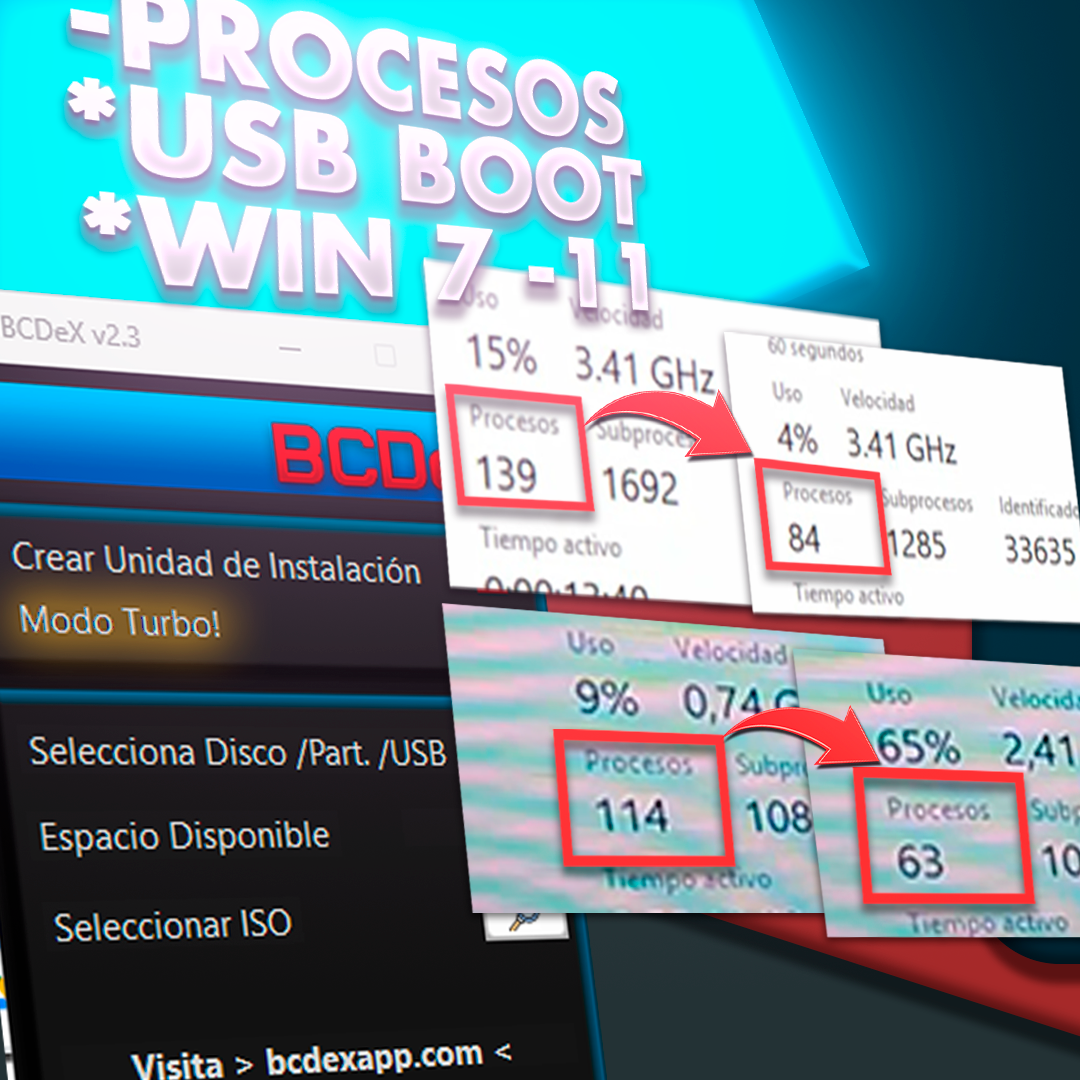 -PROCESOS
*USB BOOT
*WIN 7 -11
BCDeX v2.3
BCDe
Crear Unidad de Instalación
Modo Turbo!
Selecciona Disco /Part. /USB
Espacio Disponible
Seleccionar ISO
Visita > bcdexapp.com <
Uso Velocidad
15% 3.41 GHz
Procesos Subproces
139 1692
Tiempo activo
0:00:13:40
60 segundos
Uso Velocidad
4% 3.41 GHz
Procesos Subprocesos Identificado
84 1285 33635
Tiempo activo
Uso Velocidad
9% 0,74 G
Procesos Subpr
114 108
Tiempo activo
Uso Velocida
65% 2,41
Procesos Subp
63 10
Tiempo activo